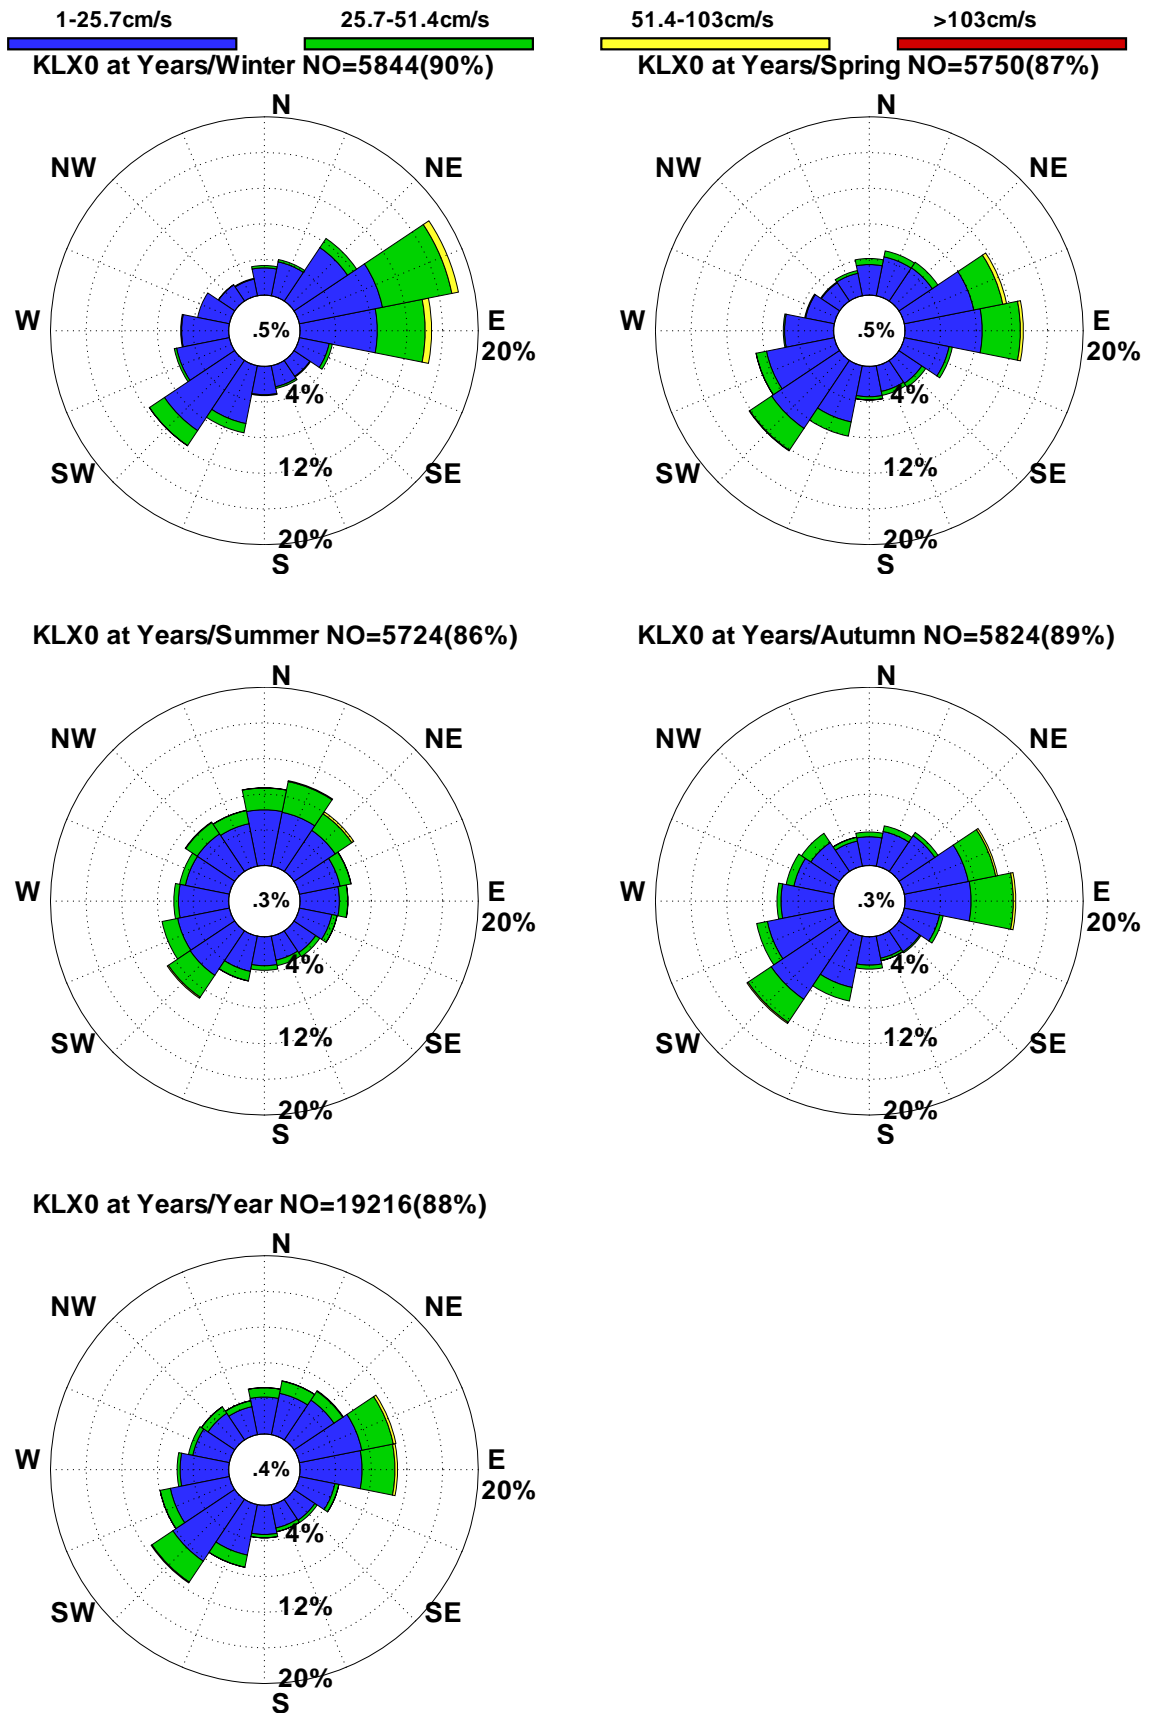 1-25.7cm/s 25.7-51.4cm/s 51.4-103cm/s >103cm/s
KLX0 at Years/Winter NO=5844(90%)
N
NW NE
W .5% E
20%
4%
12%
SW SE
20%
S
KLX0 at Years/Spring NO=5750(87%)
N
NW NE
W .5% E
20%
4%
12%
SW SE
20%
S
KLX0 at Years/Summer NO=5724(86%)
N
NW NE
W .3% E
20%
4%
12%
SW SE
20%
S
KLX0 at Years/Autumn NO=5824(89%)
N
NW NE
W .3% E
20%
4%
12%
SW SE
20%
S
KLX0 at Years/Year NO=19216(88%)
N
NW NE
W .4% E
20%
4%
12%
SW SE
20%
S